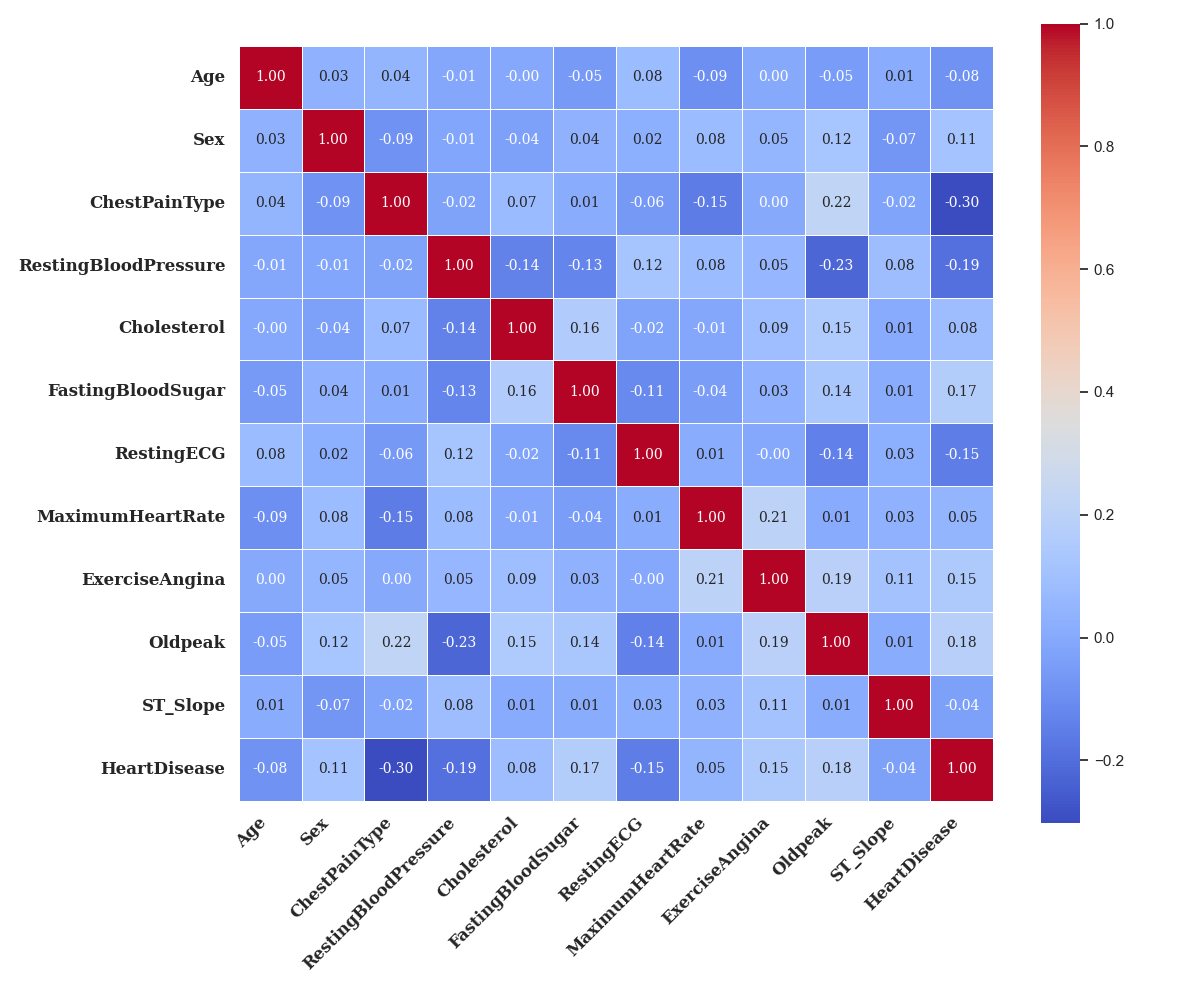 1.0
Age 1.00 0.03 0.04 -0.01 -0.00 -0.05 0.08 -0.09 0.00 -0.05 0.01 -0.08
Sex 0.03 1.00 -0.09 -0.01 -0.04 0.04 0.02 0.08 0.05 0.12 -0.07 0.11
0.8
ChestPainType 0.04 -0.09 1.00 -0.02 0.07 0.01 -0.06 -0.15 0.00 0.22 -0.02 -0.30
RestingBloodPressure -0.01 -0.01 -0.02 1.00 -0.14 -0.13 0.12 0.08 0.05 -0.23 0.08 -0.19
0.6
Cholesterol -0.00 -0.04 0.07 -0.14 1.00 0.16 -0.02 -0.01 0.09 0.15 0.01 0.08
FastingBloodSugar -0.05 0.04 0.01 -0.13 0.16 1.00 -0.11 -0.04 0.03 0.14 0.01 0.17
0.4
RestingECG 0.08 0.02 -0.06 0.12 -0.02 -0.11 1.00 0.01 -0.00 -0.14 0.03 -0.15
MaximumHeartRate -0.09 0.08 -0.15 0.08 -0.01 -0.04 0.01 1.00 0.21 0.01 0.03 0.05
0.2
ExerciseAngina 0.00 0.05 0.00 0.05 0.09 0.03 -0.00 0.21 1.00 0.19 0.11 0.15
0.0
Oldpeak -0.05 0.12 0.22 -0.23 0.15 0.14 -0.14 0.01 0.19 1.00 0.01 0.18
ST_Slope 0.01 -0.07 -0.02 0.08 0.01 0.01 0.03 0.03 0.11 0.01 1.00 -0.04
−0.2
HeartDisease -0.08 0.11 -0.30 -0.19 0.08 0.17 -0.15 0.05 0.15 0.18 -0.04 1.00
Age
Sex
ChestPainType
RestingBloodPressure
Cholesterol
FastingBloodSugar
RestingECG
MaximumHeartRate
ExerciseAngina
Oldpeak
ST_Slope
HeartDisease